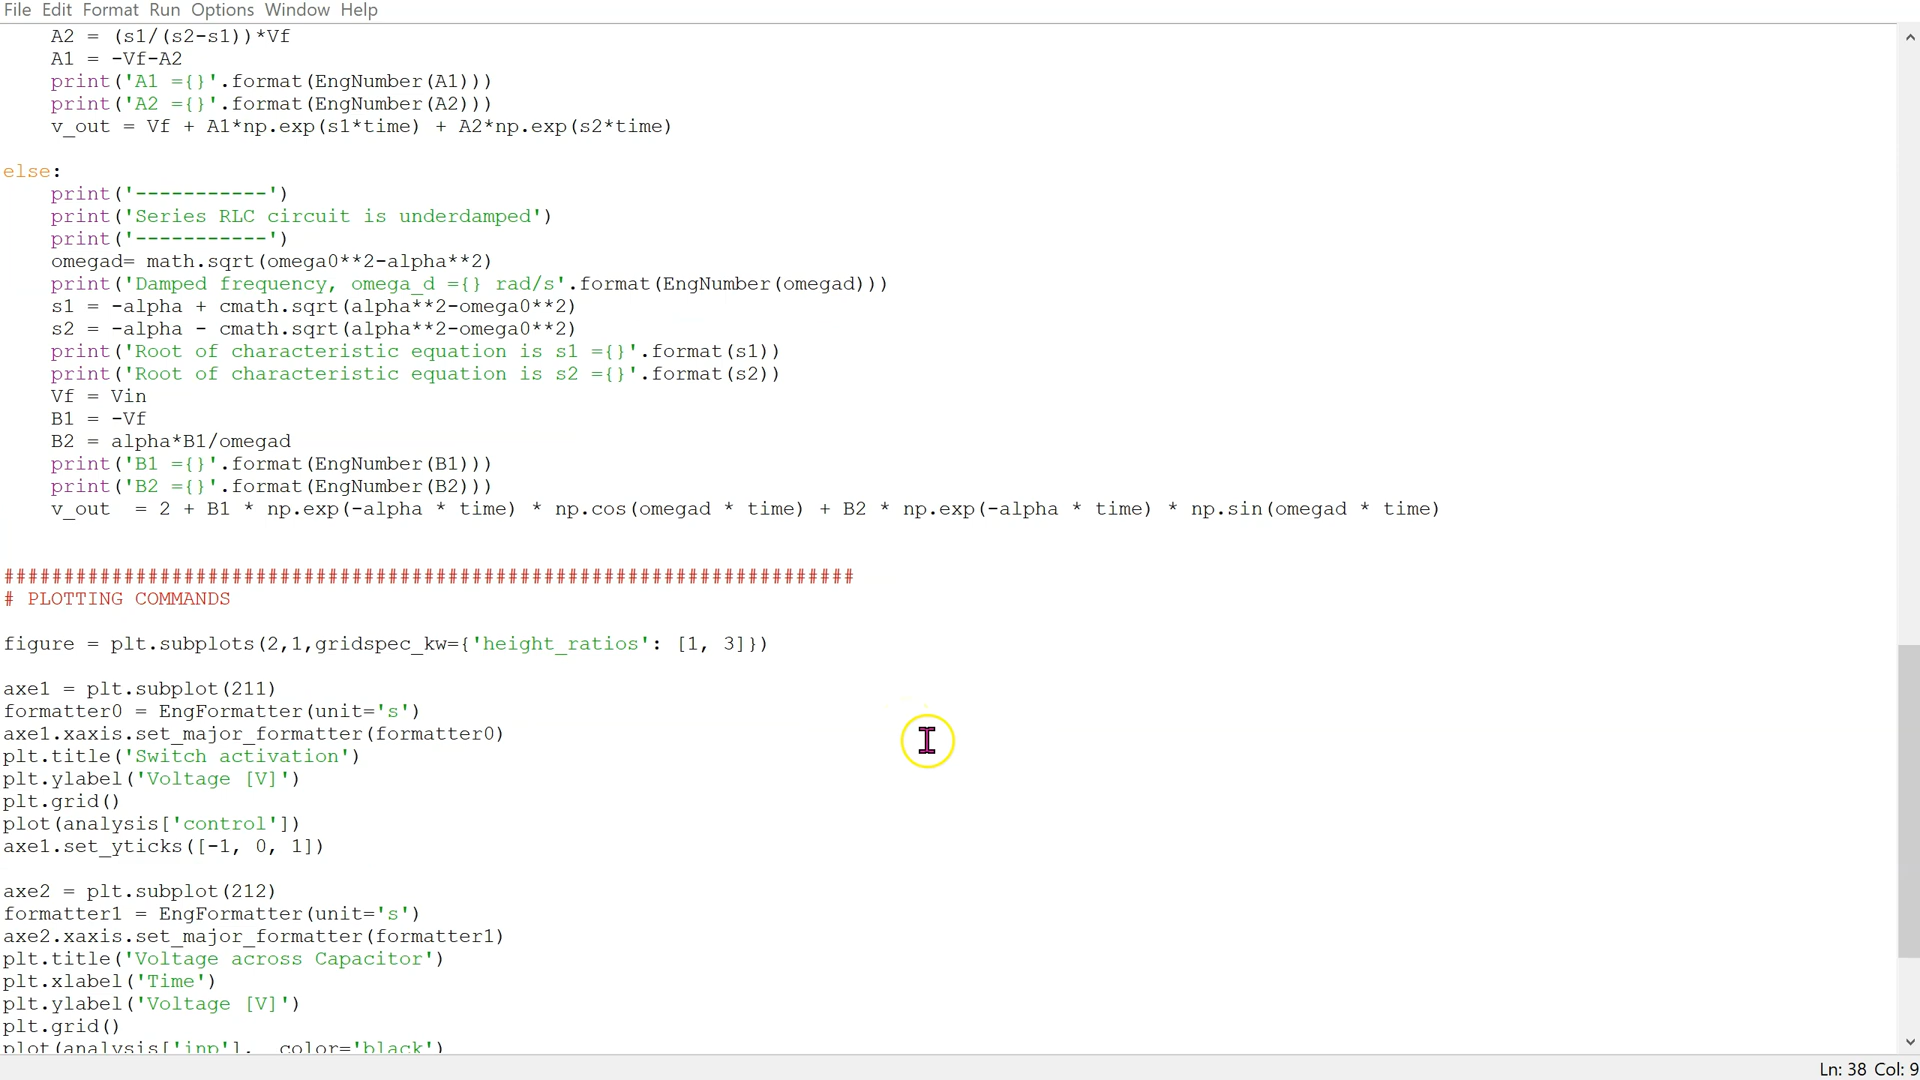 File Edit Format Run Options Window Help
A2 = (s1/(s2-s1))*Vf
A1 = -Vf-A2
print('A1 ={}'.format(EngNumber(A1)))
print('A2 ={}'.format(EngNumber(A2)))
v_out = Vf + A1*np.exp(s1*time) + A2*np.exp(s2*time)
else:
print('-----------')
print('Series RLC circuit is underdamped')
print('-----------')
omegad= math.sqrt(omega0**2-alpha**2)
print('Damped frequency, omega_d ={} rad/s'.format(EngNumber(omegad)))
s1 = -alpha + cmath.sqrt(alpha**2-omega0**2)
s2 = -alpha - cmath.sqrt(alpha**2-omega0**2)
print('Root of characteristic equation is s1 ={}'.format(s1))
print('Root of characteristic equation is s2 ={}'.format(s2))
Vf = Vin
B1 = -Vf
B2 = alpha*B1/omegad
print('B1 ={}'.format(EngNumber(B1)))
print('B2 ={}'.format(EngNumber(B2)))
v_out  = 2 + B1 * np.exp(-alpha * time) * np.cos(omegad * time) + B2 * np.exp(-alpha * time) * np.sin(omegad * time)
#######################################################################
# PLOTTING COMMANDS
figure = plt.subplots(2,1,gridspec_kw={'height_ratios': [1, 3]})
axe1 = plt.subplot(211)
formatter0 = EngFormatter(unit='s')
axe1.xaxis.set_major_formatter(formatter0)
plt.title('Switch activation')
plt.ylabel('Voltage [V]')
plt.grid()
plot(analysis['control'])
axe1.set_yticks([-1, 0, 1])
axe2 = plt.subplot(212)
formatter1 = EngFormatter(unit='s')
axe2.xaxis.set_major_formatter(formatter1)
plt.title('Voltage across Capacitor')
plt.xlabel('Time')
plt.ylabel('Voltage [V]')
plt.grid()
plot(analysis['inp'],  color='black')
Ln: 38 Col: 9